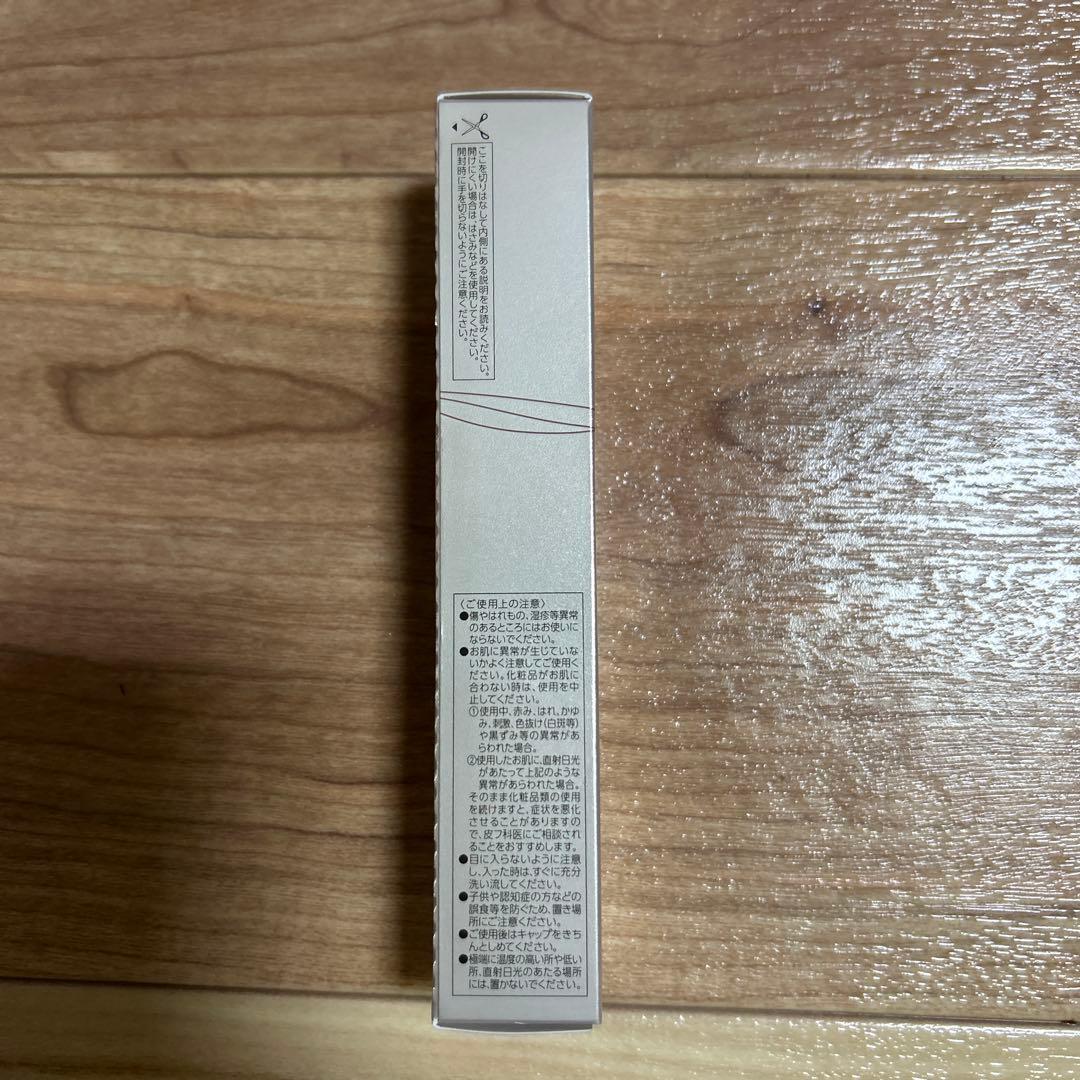 ここを切りはなして内側にある説明をお読みください。
開けにくい場合は、はさみなどを使用してください。
開封時に手を切らないようにご注意ください。
〈ご使用上の注意〉
●傷やはれもの、湿疹等異常
のあるところにはお使いに
ならないでください。
●お肌に異常が生じていな
いかよく注意してご使用く
ださい。化粧品がお肌に
合わない時は、使用を中
止してください。
①使用中、赤み、はれ、かゆ
み、刺激、色抜け(白斑等)
や黒ずみ等の異常があ
らわれた場合。
②使用したお肌に、直射日光
があたって上記のような
異常があらわれた場合。
そのまま化粧品類の使用
を続けますと、症状を悪化
させることがありますの
で、皮フ科医にご相談され
ることをおすすめします。
●目に入らないように注意
し、入った時は、すぐに充分
洗い流してください。
●子供や認知症の方などの
誤食等を防ぐため、置き場
所にご注意ください。
●ご使用後はキャップをきち
んとしめてください。
●極端に温度の高い所や低い
所、直射日光のあたる場所
には、置かないでください。